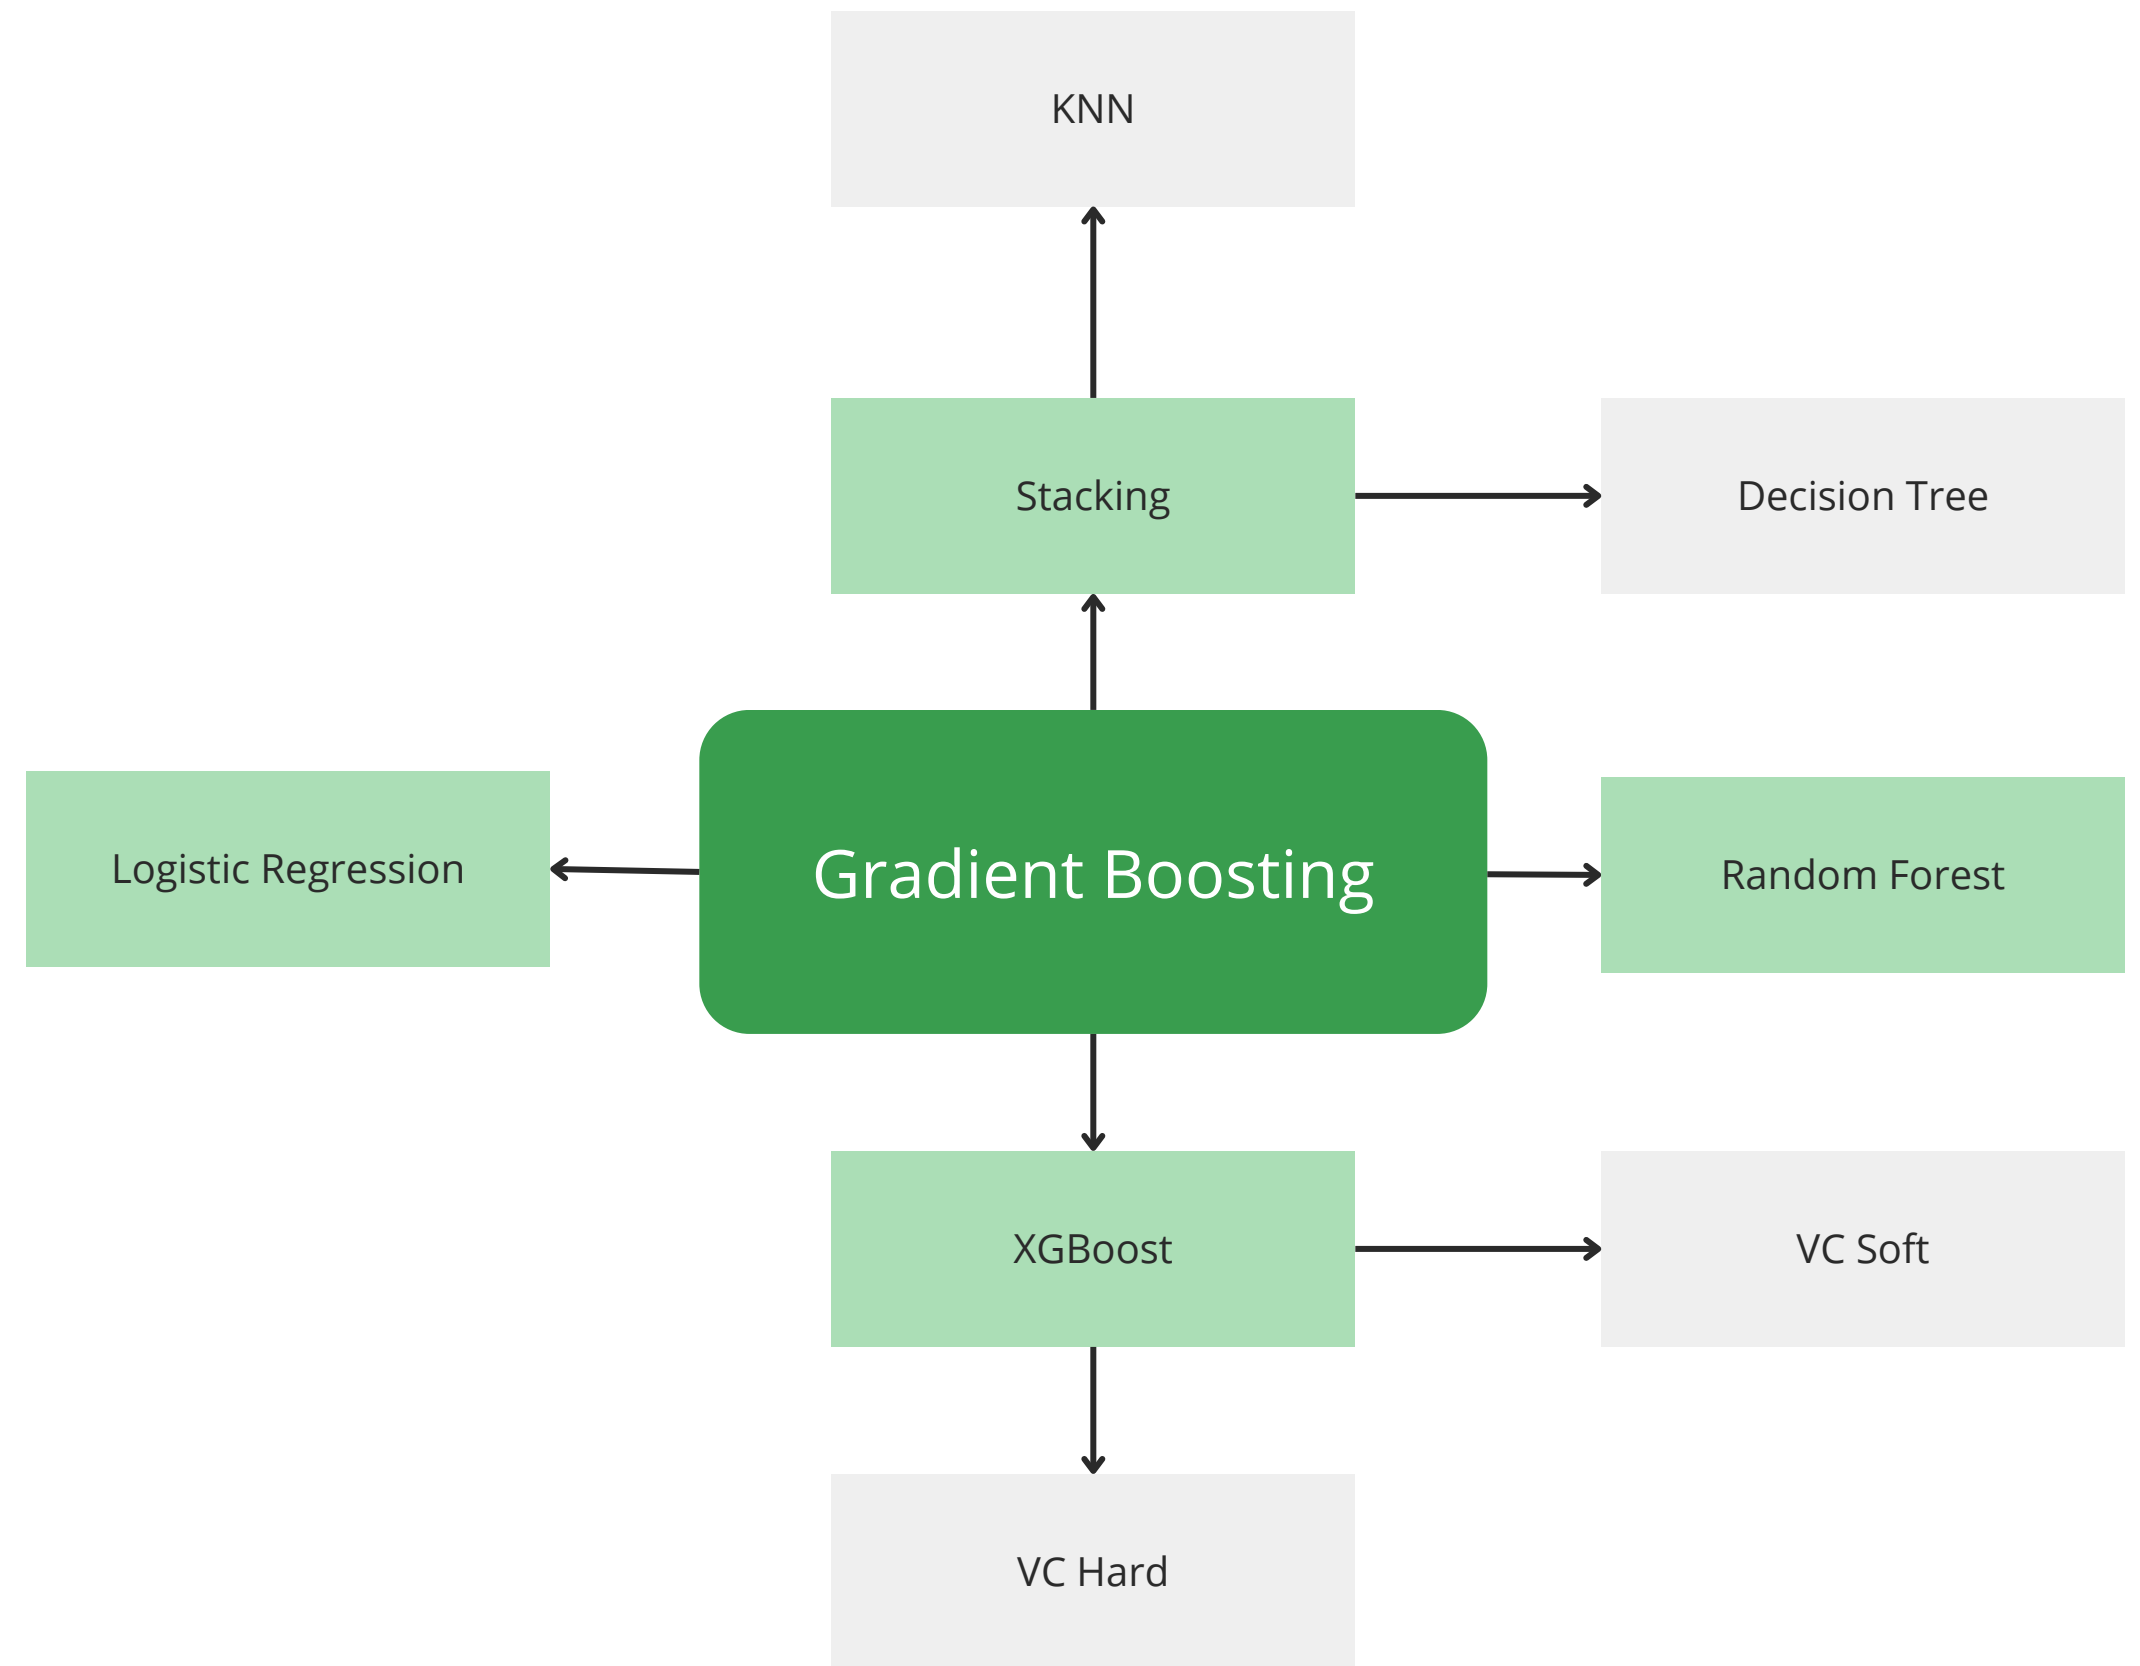 KNN
Stacking
Decision Tree
Logistic Regression
Gradient Boosting
Random Forest
XGBoost
VC Soft
VC Hard